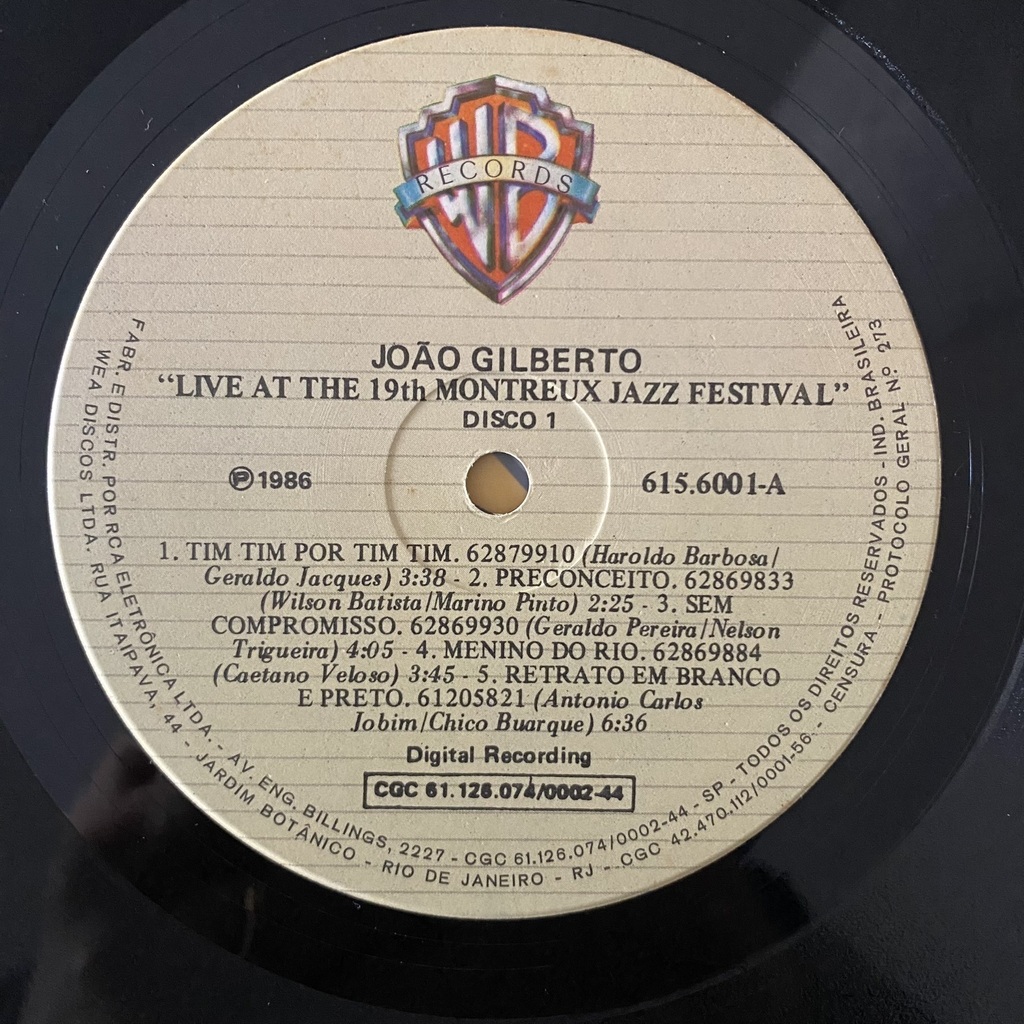 WB
RECORDS
JOÃO GILBERTO
“LIVE AT THE 19th MONTREUX JAZZ FESTIVAL”
DISCO 1
℗ 1986
615.6001-A
1. TIM TIM POR TIM TIM. 62879910 (Haroldo Barbosa/
Geraldo Jacques) 3:38 - 2. PRECONCEITO. 62869833
(Wilson Batista/Marino Pinto) 2:25 - 3. SEM
COMPROMISSO. 62869930 (Geraldo Pereira/Nelson
Trigueira) 4:05 - 4. MENINO DO RIO. 62869884
(Caetano Veloso) 3:45 - 5. RETRATO EM BRANCO
E PRETO. 61205821 (Antonio Carlos
Jobim/Chico Buarque) 6:36
Digital Recording
CGC 61.126.074/0002-44
FABR. E DISTR. POR RCA ELETRÔNICA LTDA. - AV. ENG. BILLINGS, 2227 - CGC 61.126.074/0002-44 - SP - TODOS OS DIREITOS RESERVADOS - IND. BRASILEIRA
WEA DISCOS LTDA. RUA ITAIPAVA, 44 - JARDIM BOTÂNICO - RIO DE JANEIRO - RJ - CGC 42.470.112/0001-56 - CENSURA - PROTOCOLO GERAL Nº 273